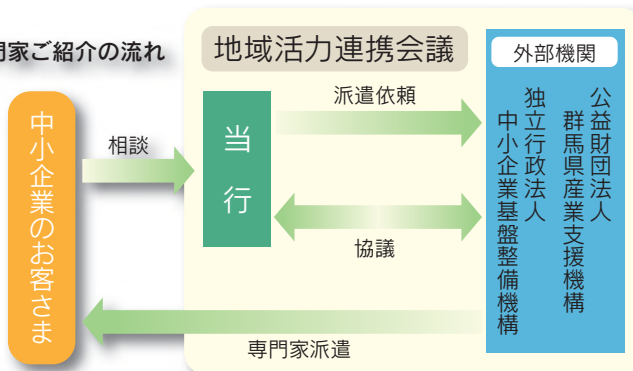 門家ご紹介の流れ
地域活力連携会議
外部機関
中小企業のお客さま
相談
当行
派遣依頼
協議
公益財団法人
群馬県産業支援機構
独立行政法人
中小企業基盤整備機構
専門家派遣